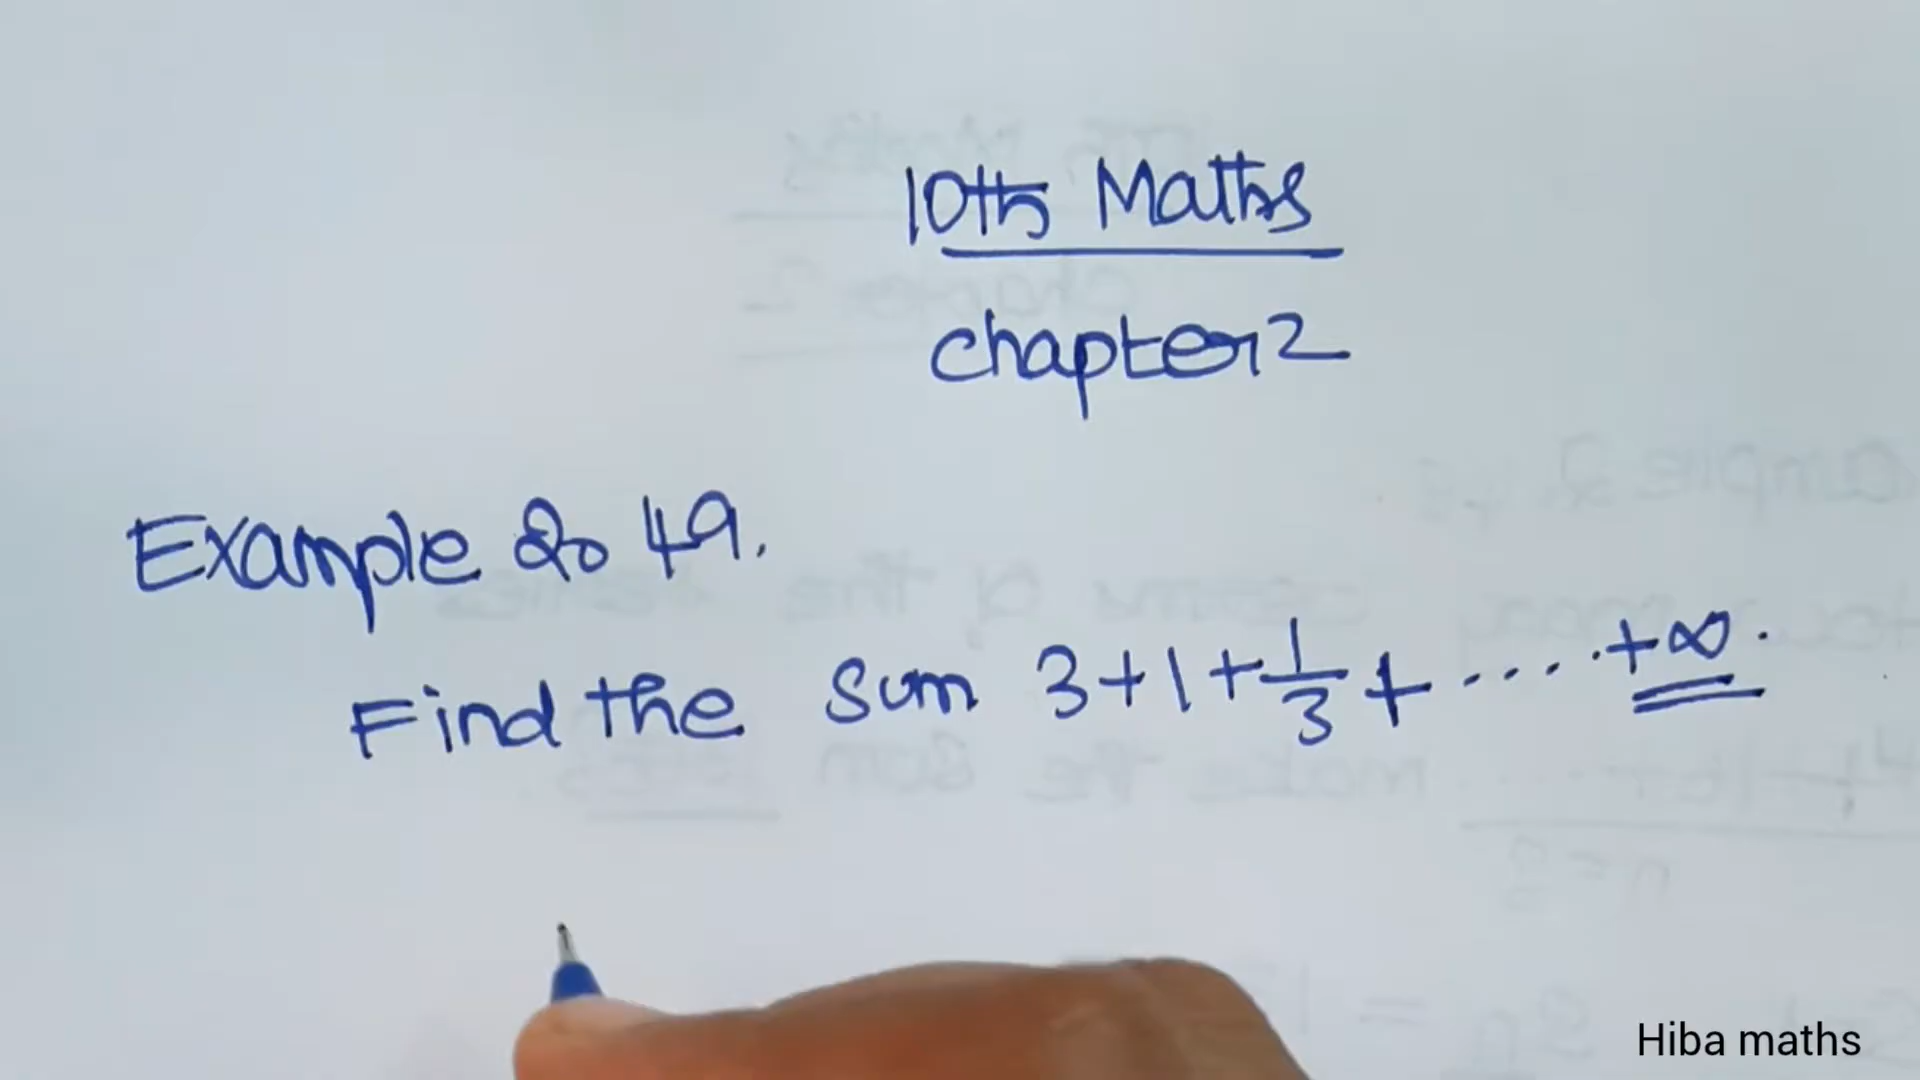 10th Maths
chapter 2
Example 2. 49.
Find the sum 3+1+1/3+ ..... +∞.
Hiba maths